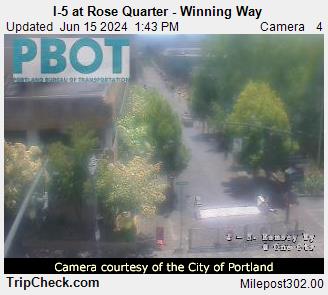 I-5 at Rose Quarter - Winning Way
Updated Jun 15 2024 1:43 PM Camera 4
PBOT
PORTLAND BUREAU OF TRANSPORTATION
Camera courtesy of the City of Portland
TripCheck.com Milepost302.00